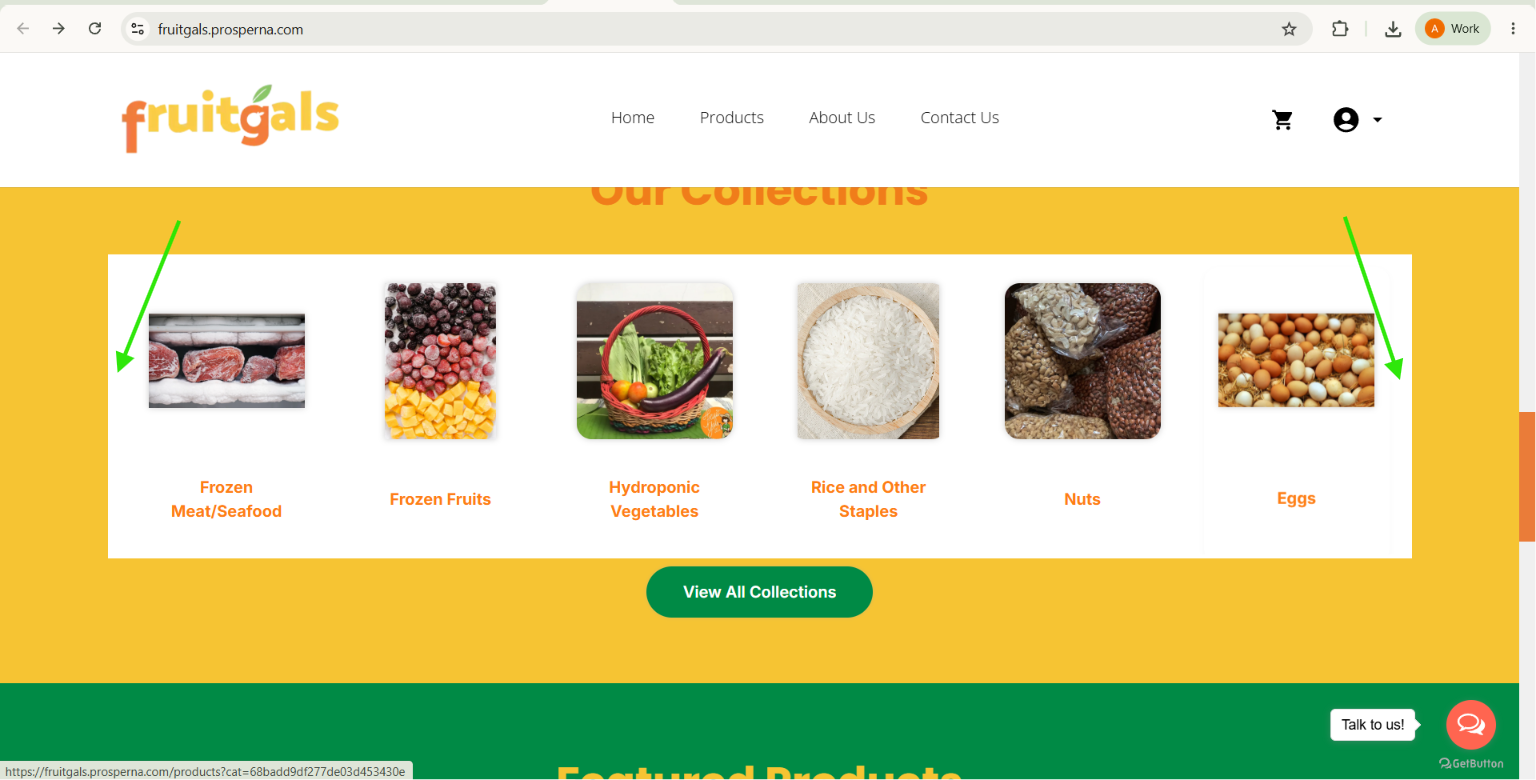 fruitgals.prosperna.com
A Work
fruitgals
Home Products About Us Contact Us
Our Collections
Frozen
Meat/Seafood
Frozen Fruits
Hydroponic
Vegetables
Rice and Other
Staples
Nuts
Eggs
View All Collections
Talk to us!
GetButton
Featured Products
https://fruitgals.prosperna.com/products?cat=68badd9df277de03d453430e